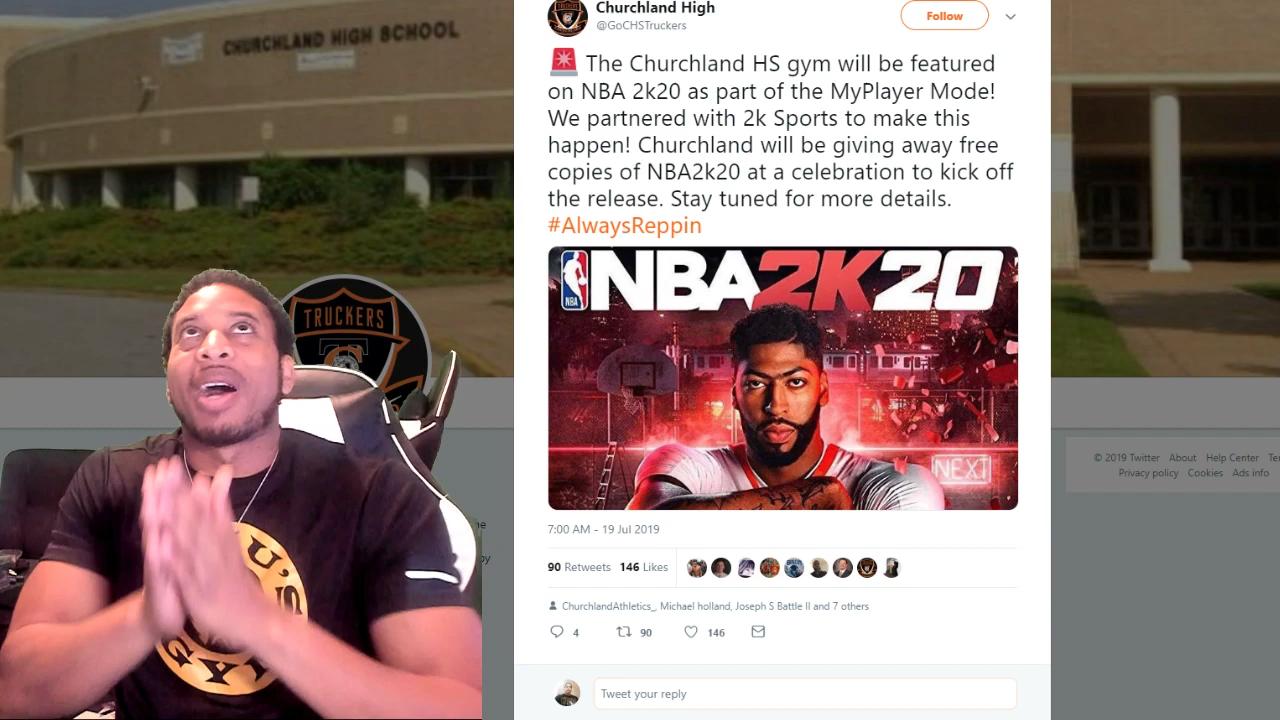 CHURCHLAND HIGH SCHOOL
Churchland High
@GoCHSTruckers
Follow
🚨 The Churchland HS gym will be featured
on NBA 2k20 as part of the MyPlayer Mode!
We partnered with 2k Sports to make this
happen! Churchland will be giving away free
copies of NBA2k20 at a celebration to kick off
the release. Stay tuned for more details.
#AlwaysReppin
NBA 2K20
NBA
NEXT
TRUCKERS
7:00 AM - 19 Jul 2019
90 Retweets 146 Likes
ChurchlandAthletics_, Michael holland, Joseph S Battle II and 7 others
4 90 146
Tweet your reply
© 2019 Twitter About Help Center
Privacy policy Cookies Ads info